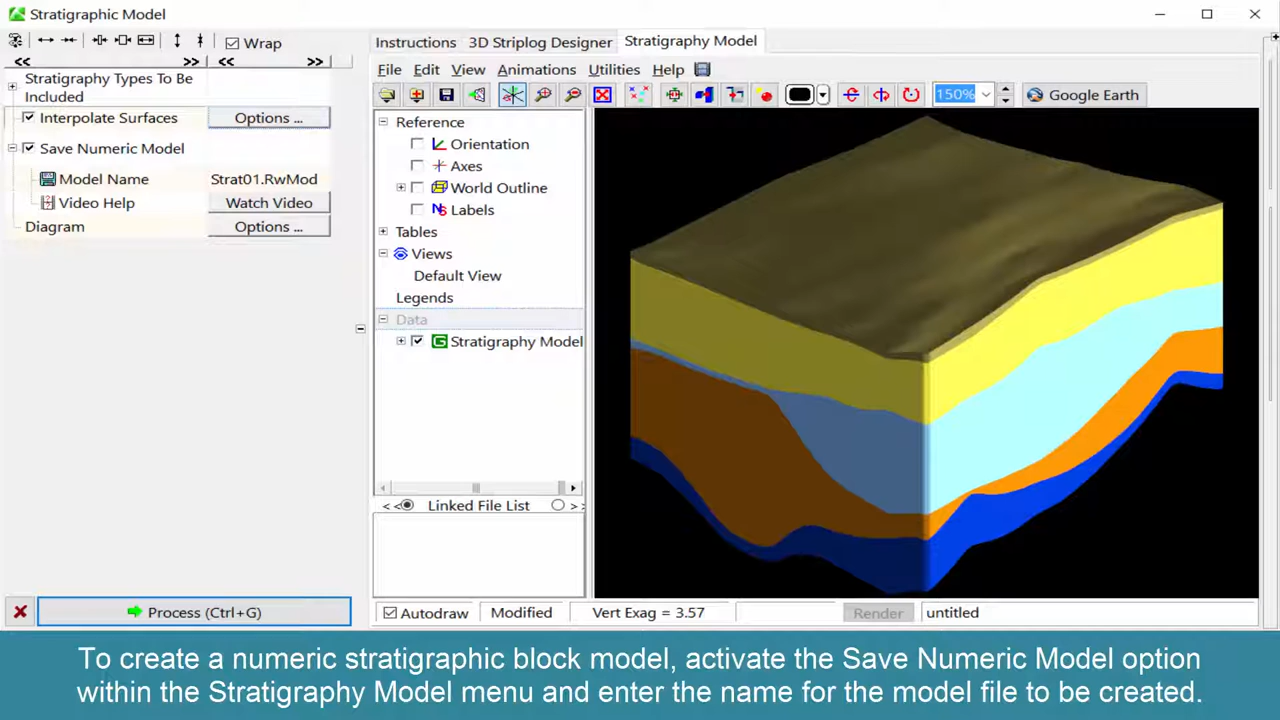 Stratigraphic Model
Wrap
<< >> << >>
Stratigraphy Types To Be
Included
Interpolate Surfaces Options ...
Save Numeric Model
Model Name Strat01.RwMod
Video Help Watch Video
Diagram Options ...
Process (Ctrl+G)
Instructions 3D Striplog Designer Stratigraphy Model
File Edit View Animations Utilities Help
150% Google Earth
Reference
Orientation
Axes
World Outline
Labels
Tables
Views
Default View
Legends
Data
Stratigraphy Model
< < Linked File List > >
Autodraw Modified Vert Exag = 3.57 Render untitled
To create a numeric stratigraphic block model, activate the Save Numeric Model option
within the Stratigraphy Model menu and enter the name for the model file to be created.